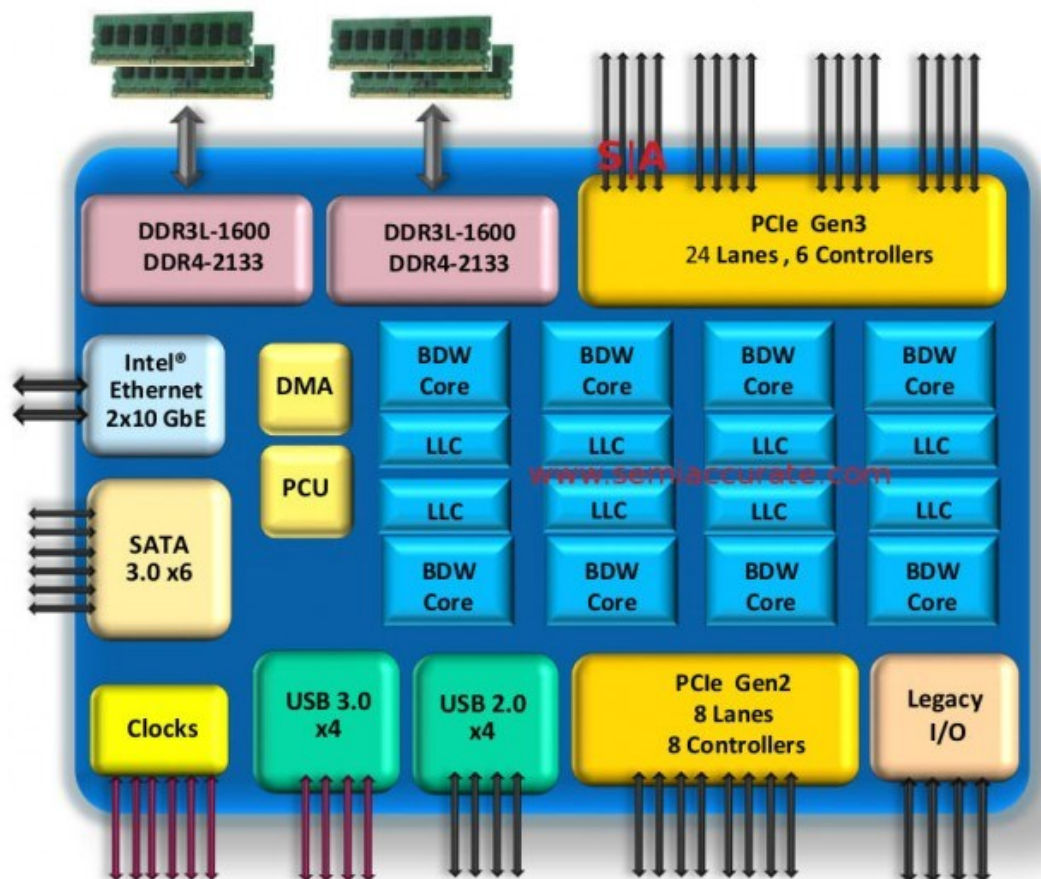 S|A
DDR3L-1600
DDR4-2133
DDR3L-1600
DDR4-2133
PCIe Gen3
24 Lanes , 6 Controllers
Intel®
Ethernet
2x10 GbE
DMA
PCU
SATA
3.0 x6
BDW
Core
BDW
Core
BDW
Core
BDW
Core
LLC
LLC
LLC
LLC
www.semiaccurate.com
LLC
LLC
LLC
LLC
BDW
Core
BDW
Core
BDW
Core
BDW
Core
Clocks
USB 3.0
x4
USB 2.0
x4
PCIe Gen2
8 Lanes
8 Controllers
Legacy
I/O